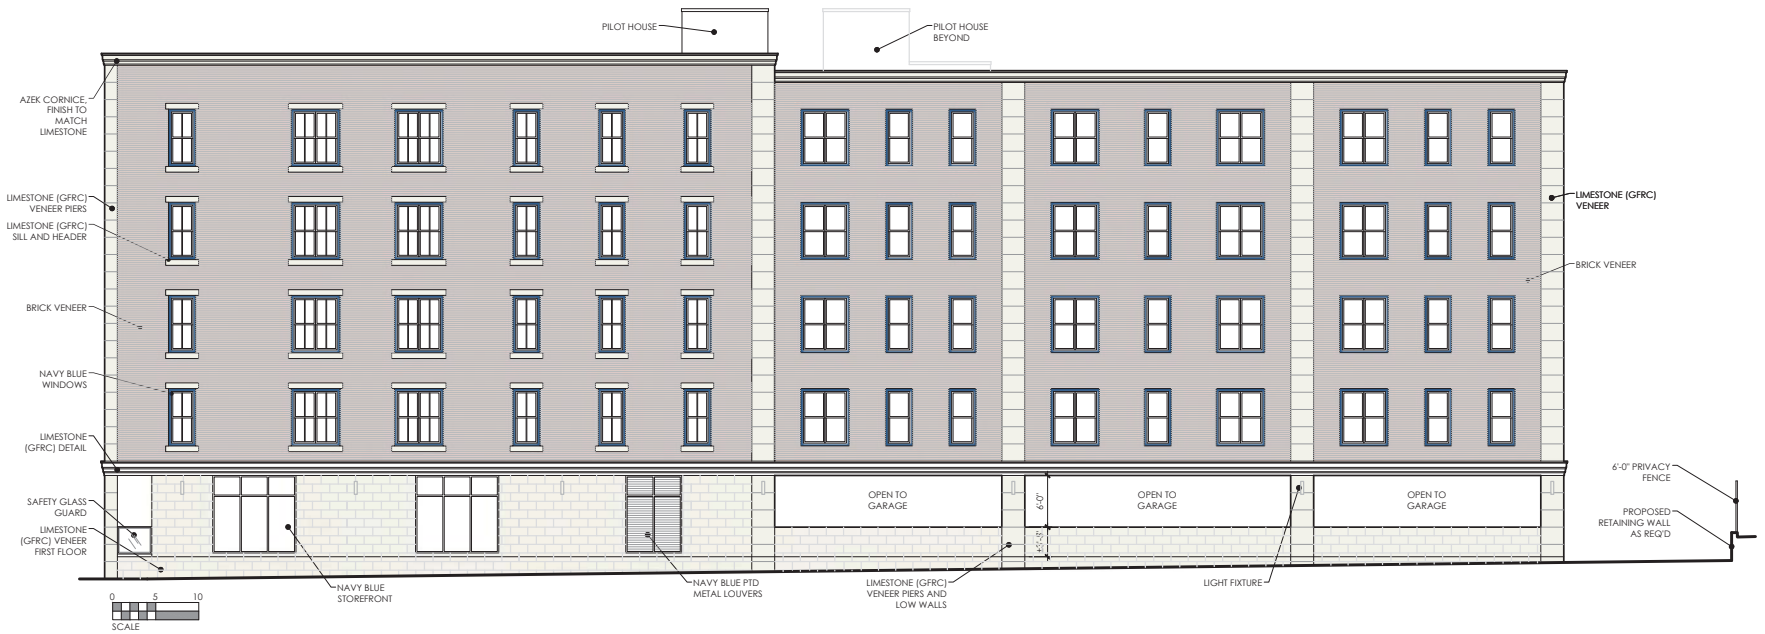 PILOT HOUSE
PILOT HOUSE
BEYOND
AZEK CORNICE,
FINISH TO
MATCH
LIMESTONE
LIMESTONE (GFRC)
VENEER PIERS
LIMESTONE (GFRC)
SILL AND HEADER
BRICK VENEER
NAVY BLUE
WINDOWS
LIMESTONE
(GFRC) DETAIL
SAFETY GLASS
GUARD
LIMESTONE
(GFRC) VENEER
FIRST FLOOR
LIMESTONE (GFRC)
VENEER
BRICK VENEER
6'-0" PRIVACY
FENCE
PROPOSED
RETAINING WALL
AS REQ'D
OPEN TO
GARAGE
6'-0"
OPEN TO
GARAGE
OPEN TO
GARAGE
NAVY BLUE
STOREFRONT
NAVY BLUE PTD
METAL LOUVERS
LIMESTONE (GFRC)
VENEER PIERS AND
LOW WALLS
LIGHT FIXTURE
0 5 10
SCALE